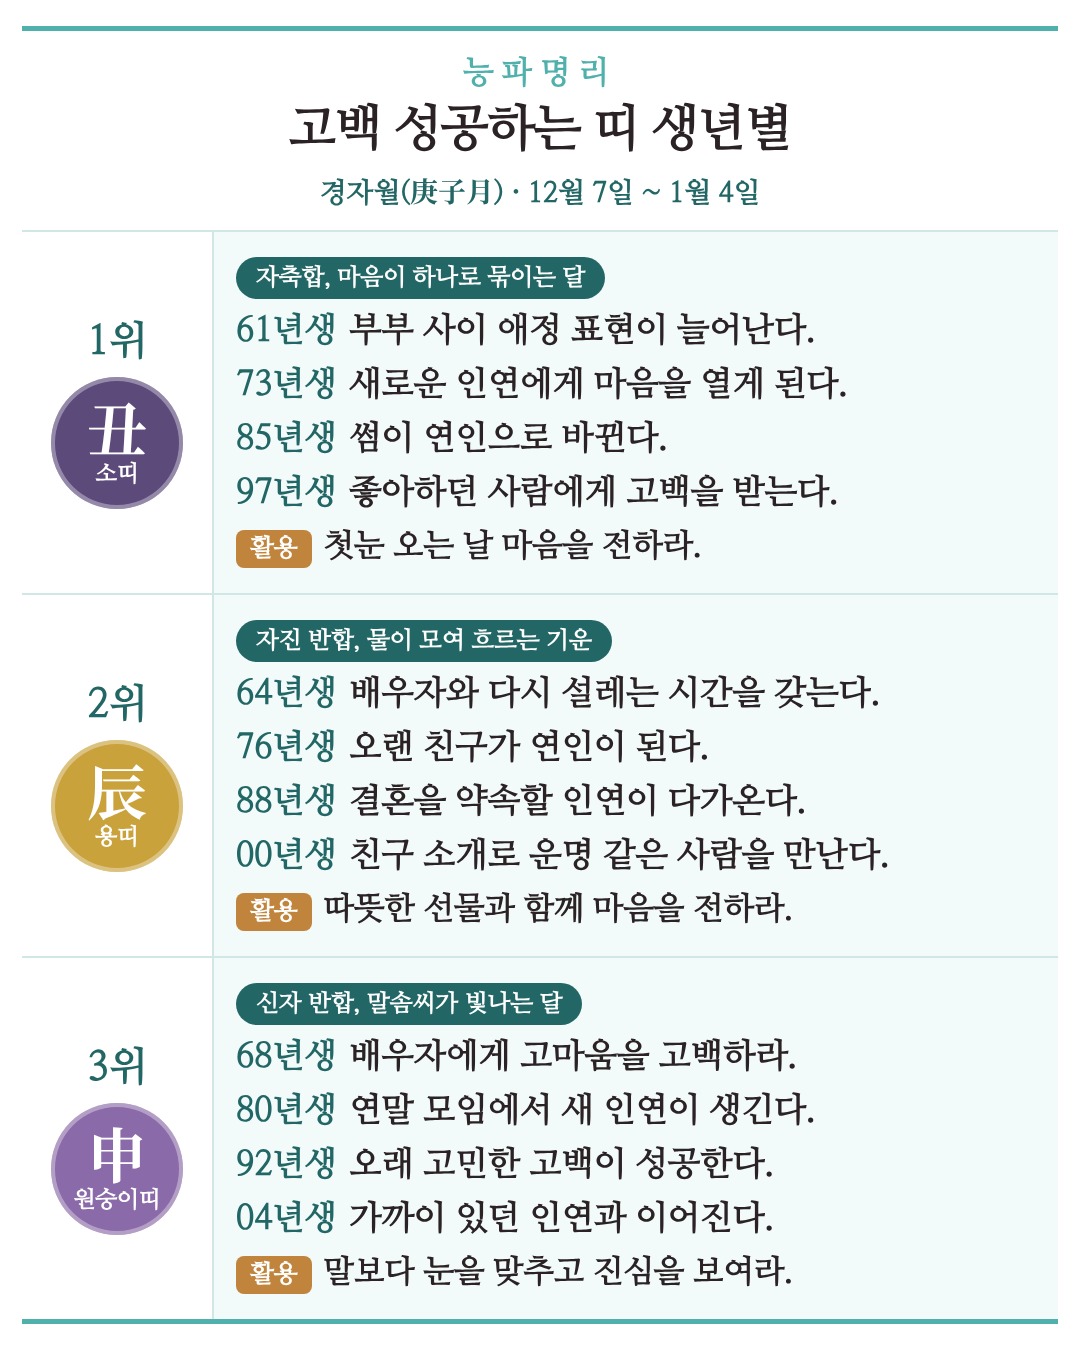 능파명리
고백 성공하는 띠 생년별
경자월(庚子月) · 12월 7일 ~ 1월 4일
1위
丑
소띠
자축합, 마음이 하나로 묶이는 달
61년생 부부 사이 애정 표현이 늘어난다.
73년생 새로운 인연에게 마음을 열게 된다.
85년생 썸이 연인으로 바뀐다.
97년생 좋아하던 사람에게 고백을 받는다.
활용 첫눈 오는 날 마음을 전하라.
2위
辰
용띠
자진 반합, 물이 모여 흐르는 기운
64년생 배우자와 다시 설레는 시간을 갖는다.
76년생 오랜 친구가 연인이 된다.
88년생 결혼을 약속할 인연이 다가온다.
00년생 친구 소개로 운명 같은 사람을 만난다.
활용 따뜻한 선물과 함께 마음을 전하라.
3위
申
원숭이띠
신자 반합, 말솜씨가 빛나는 달
68년생 배우자에게 고마움을 고백하라.
80년생 연말 모임에서 새 인연이 생긴다.
92년생 오래 고민한 고백이 성공한다.
04년생 가까이 있던 인연과 이어진다.
활용 말보다 눈을 맞추고 진심을 보여라.